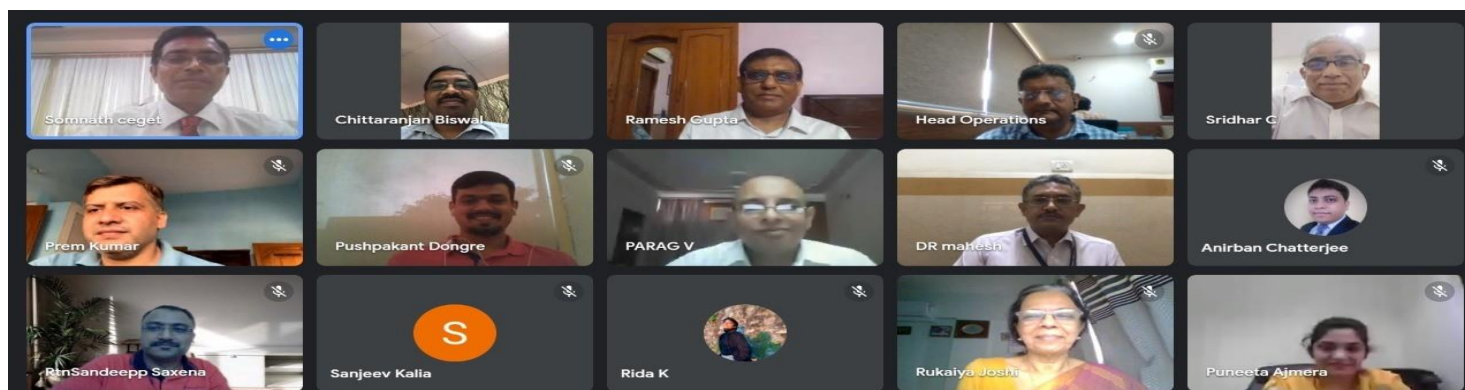 Somnath ceget
Chittaranjan Biswal
Ramesh Gupta
Head Operations
Sridhar C
Prem Kumar
Pushpakant Dongre
PARAG V
DR mahesh
Anirban Chatterjee
RtnSandeepp Saxena
S
Sanjeev Kalia
Rida K
Rukaiya Joshi
Puneeta Ajmera